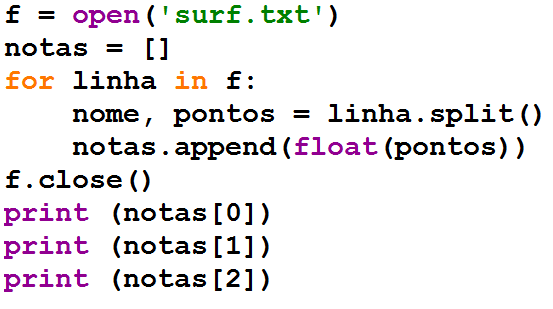 f = open('surf.txt')
notas = []
for linha in f:
    nome, pontos = linha.split()
    notas.append(float(pontos))
f.close()
print (notas[0])
print (notas[1])
print (notas[2])